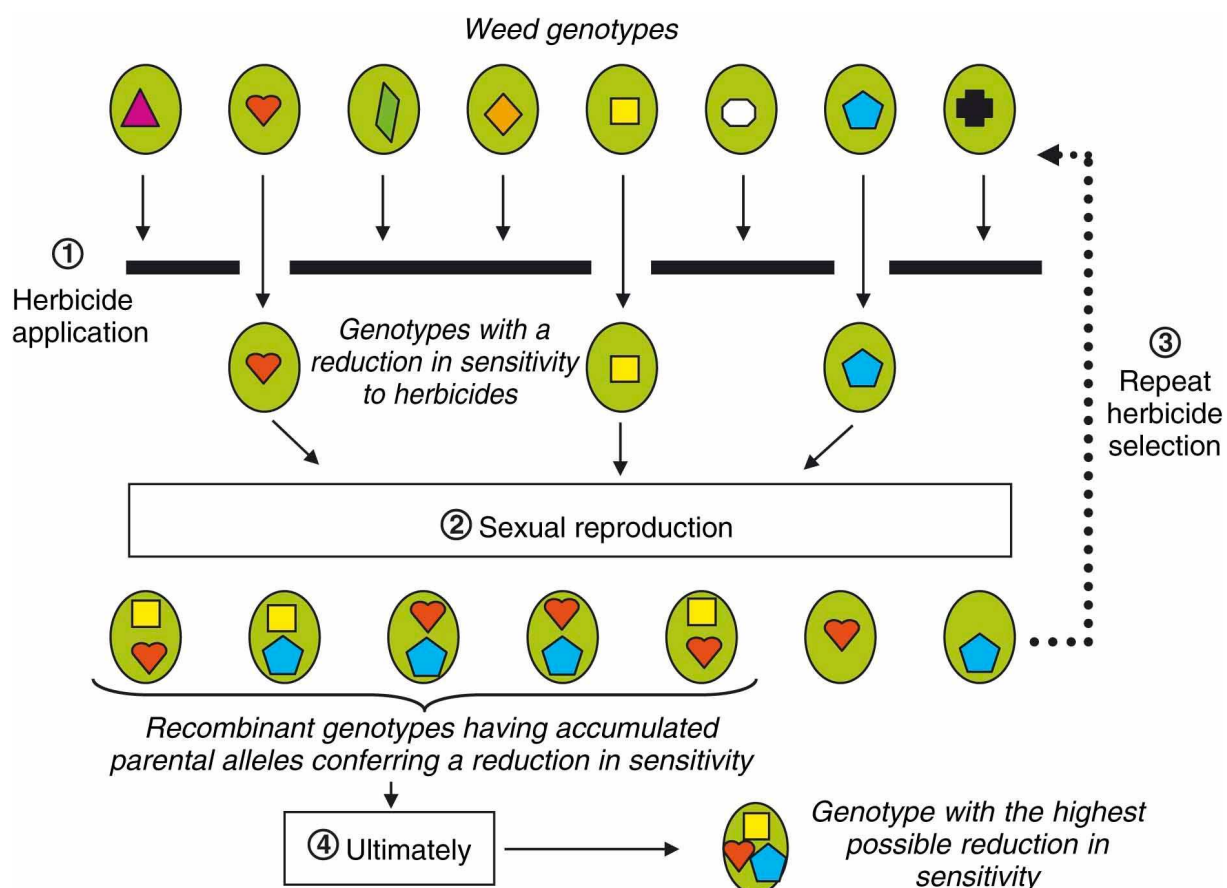 Weed genotypes
①
Herbicide
application
Genotypes with a
reduction in sensitivity
to herbicides
③
Repeat
herbicide
selection
② Sexual reproduction
Recombinant genotypes having accumulated
parental alleles conferring a reduction in sensitivity
④ Ultimately
Genotype with the highest
possible reduction in
sensitivity